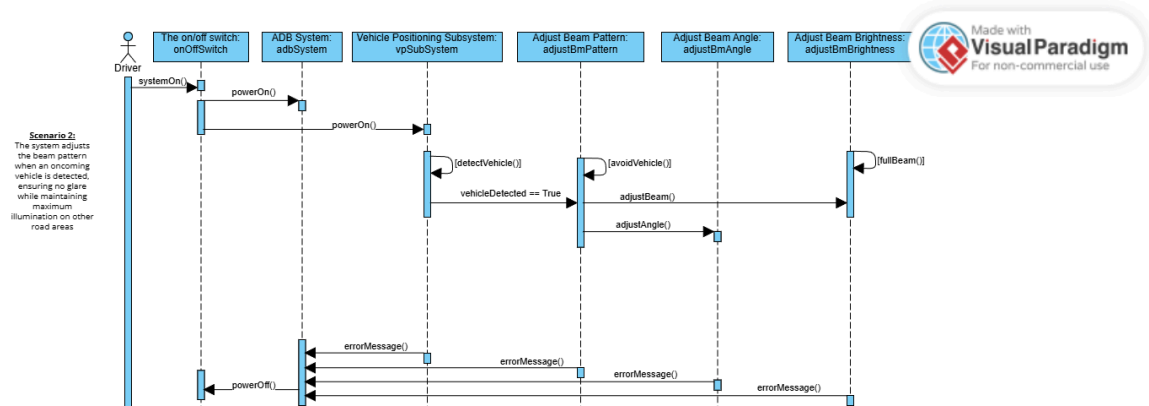 Made with
Visual Paradigm
For non-commercial use
Driver
The on/off switch:
onOffSwitch
ADB System:
adbSystem
Vehicle Positioning Subsystem:
vpSubSystem
Adjust Beam Pattern:
adjustBmPattern
Adjust Beam Angle:
adjustBmAngle
Adjust Beam Brightness:
adjustBmBrightness
systemOn()
powerOn()
powerOn()
Scenario 2:
The system adjusts
the beam pattern
when an oncoming
vehicle is detected,
ensuring no glare
while maintaining
maximum
illumination on other
road areas
[detectVehicle()]
[avoidVehicle()]
[fullBeam()]
vehicleDetected == True
adjustBeam()
adjustAngle()
errorMessage()
errorMessage()
errorMessage()
powerOff()
errorMessage()